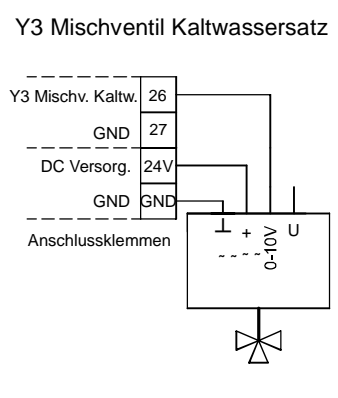 Y3 Mischventil Kaltwassersatz
Y3 Mischv. Kaltw. 26
GND 27
DC Versorg. 24V
GND GND
Anschlussklemmen
⊥ + 0-10V U
~ ~ ~ ~